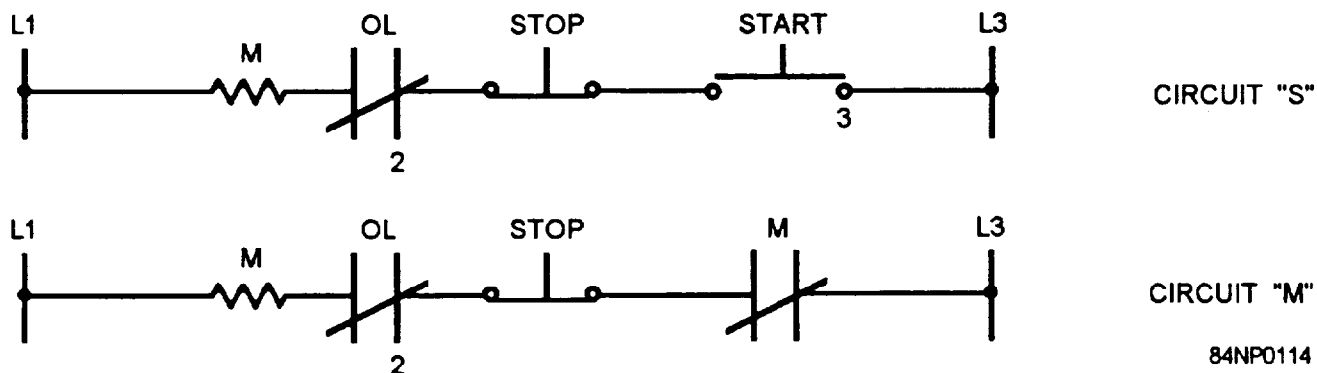 L1 OL STOP START L3
M
CIRCUIT "S"
3
2
L1 OL STOP M L3
M
CIRCUIT "M"
2
84NP0114